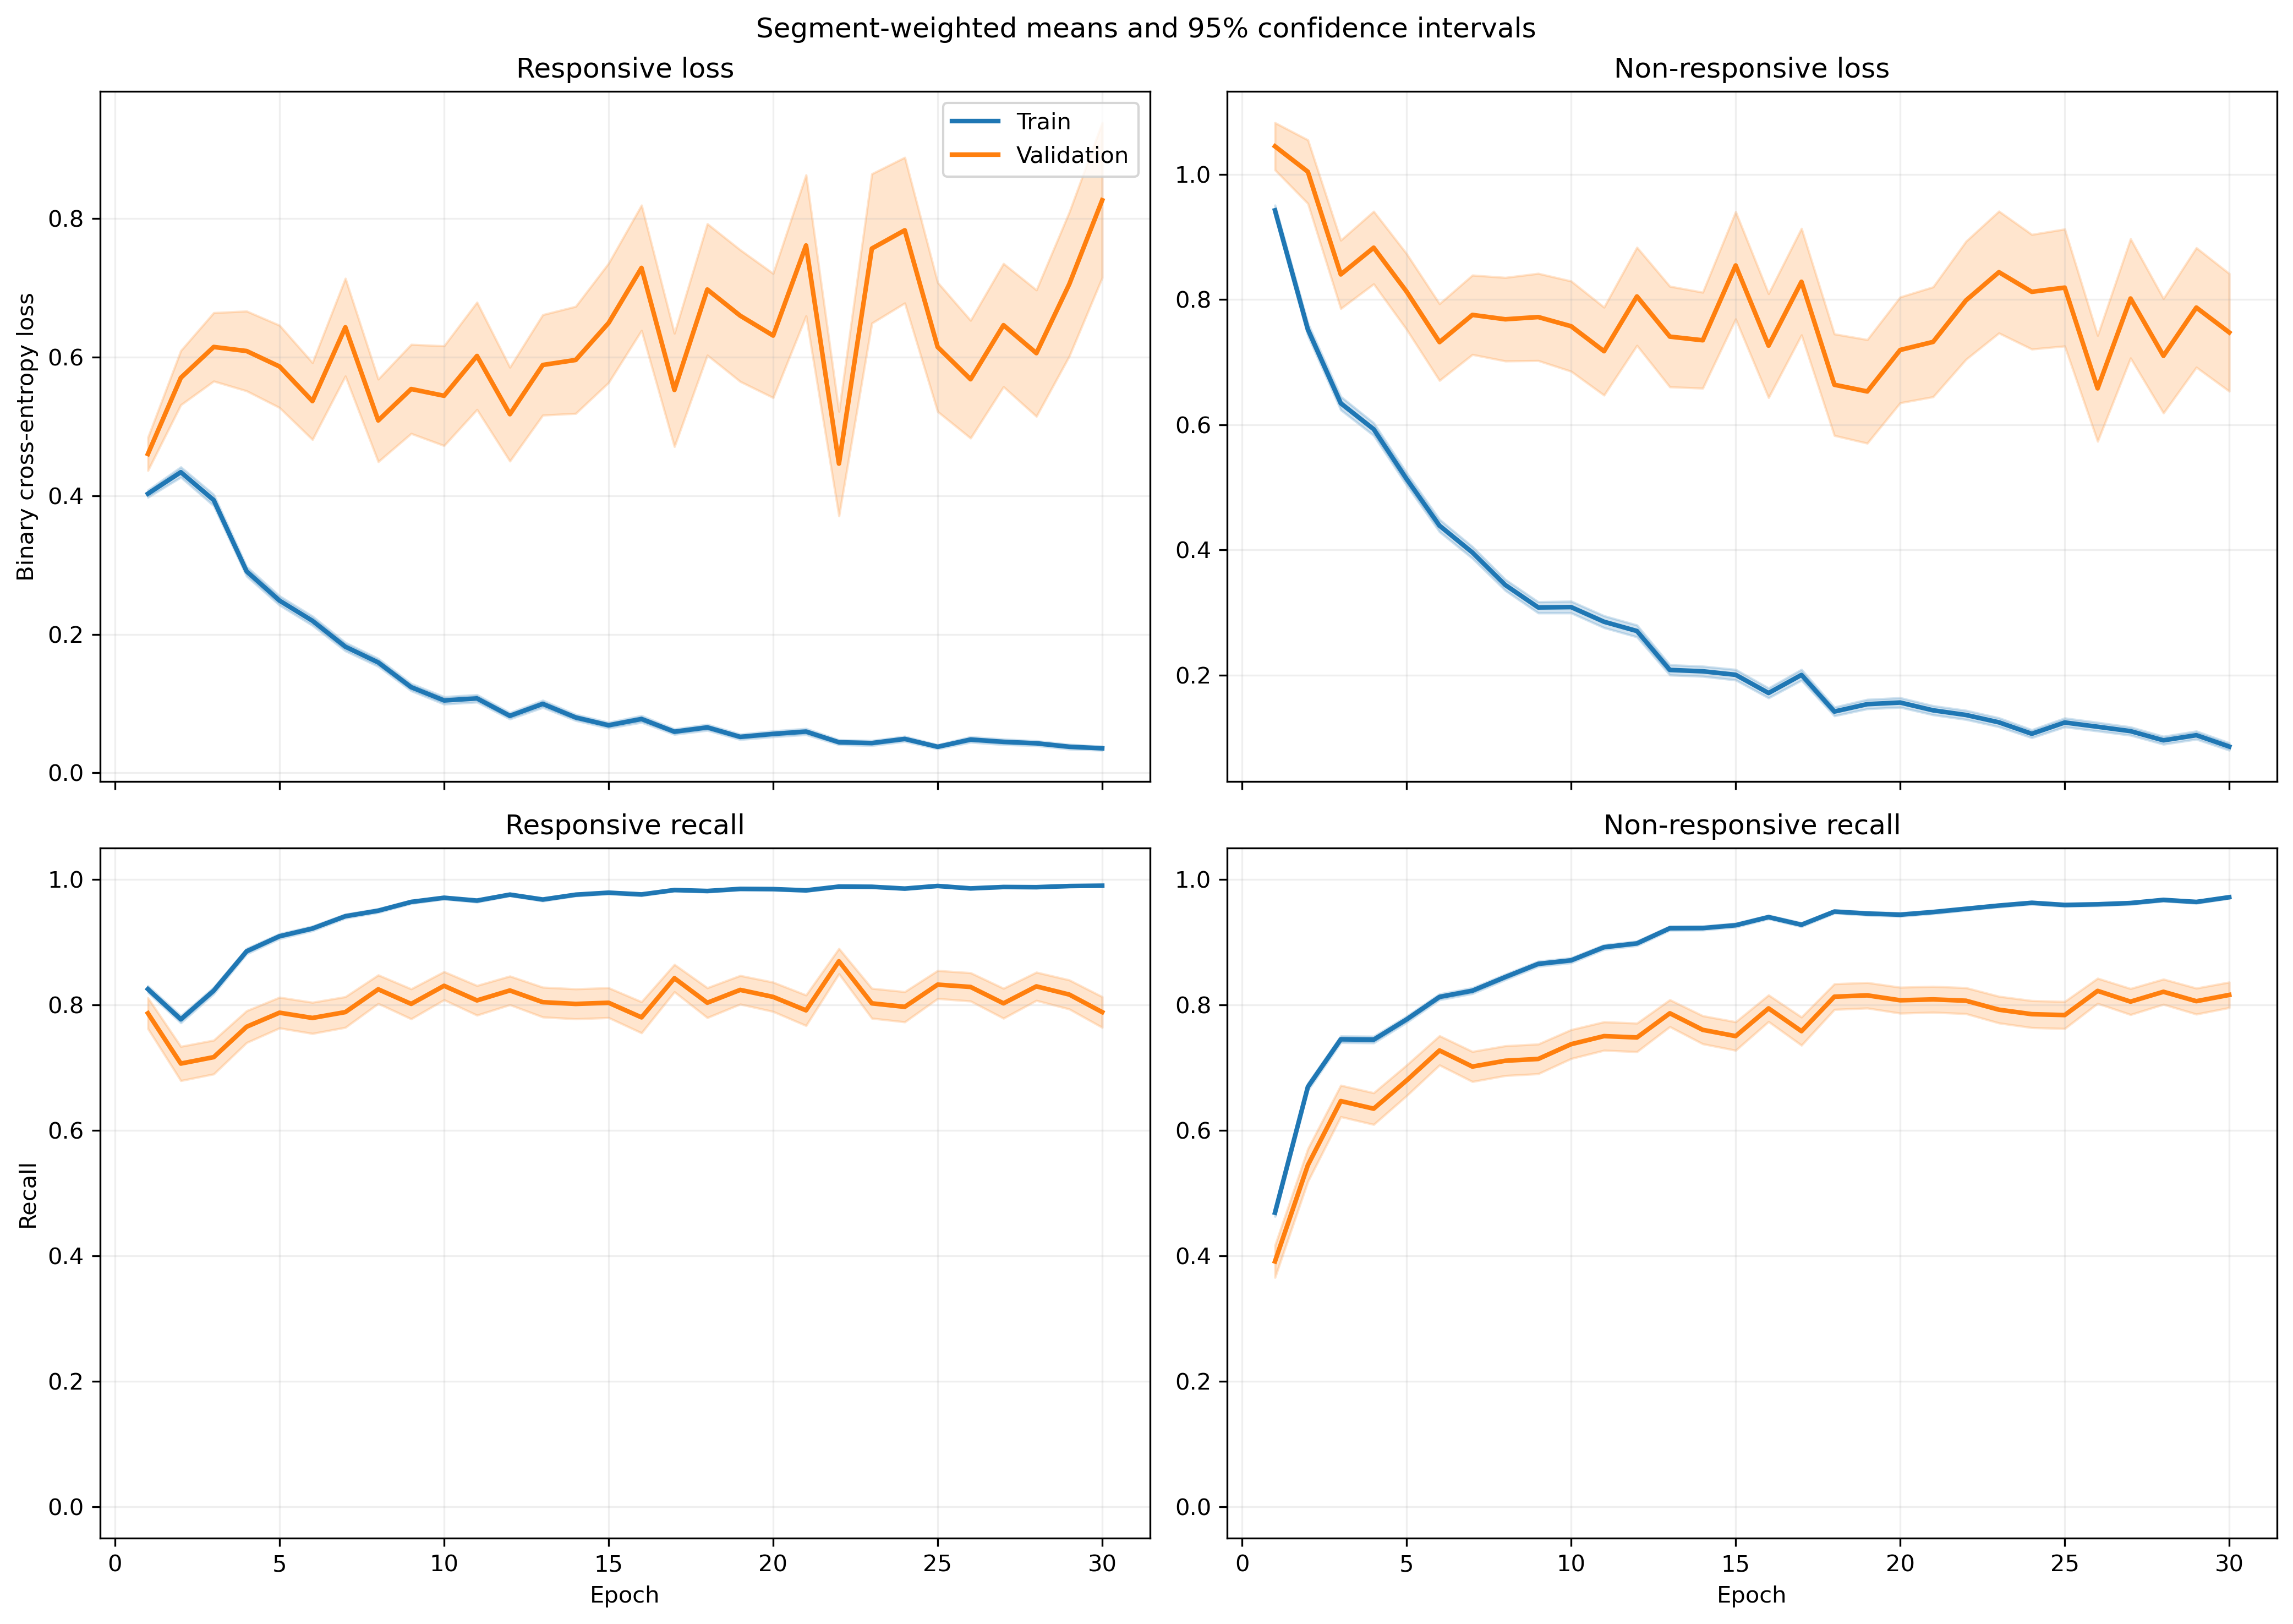 Segment-weighted means and 95% confidence intervals
Responsive loss
Non-responsive loss
Train
Validation
Binary cross-entropy loss
0.8
0.6
0.4
0.2
0.0
1.0
0.8
0.6
0.4
0.2
Responsive recall
Non-responsive recall
Recall
1.0
0.8
0.6
0.4
0.2
0.0
0 5 10 15 20 25 30
Epoch
1.0
0.8
0.6
0.4
0.2
0.0
0 5 10 15 20 25 30
Epoch